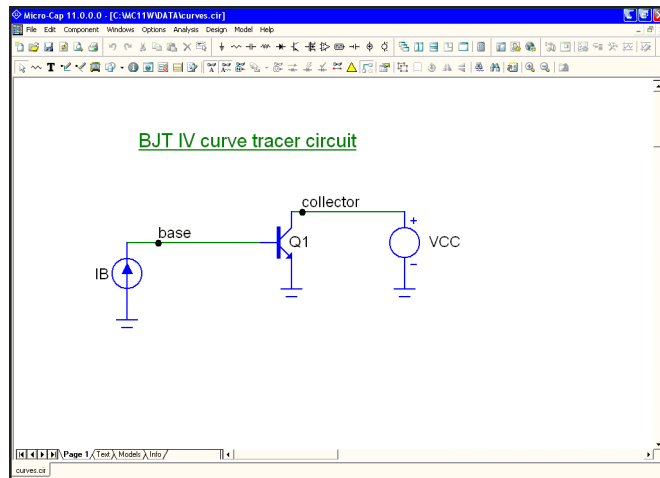 Micro-Cap 11.0.0.0 - [C:\MC11W\DATA\curves.cir]
File Edit Component Windows Options Analysis Design Model Help
BJT IV curve tracer circuit
collector
base
Q1
+
VCC
-
IB
Page 1 Text Models Info
curves.cir